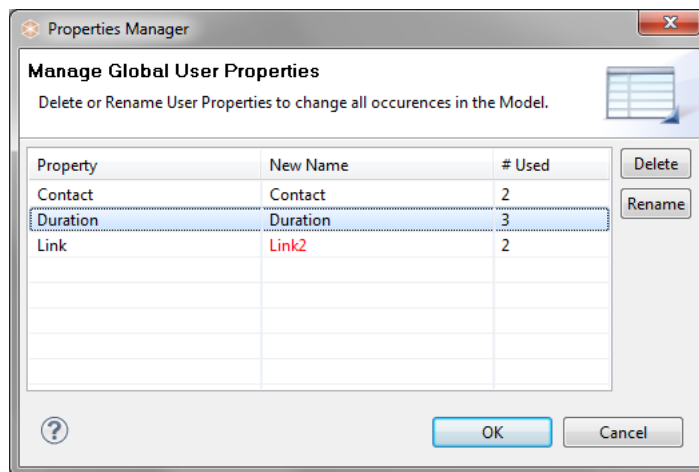 Properties Manager
Manage Global User Properties
Delete or Rename User Properties to change all occurences in the Model.
Property New Name # Used
Contact Contact 2
Duration Duration 3
Link Link2 2
Delete
Rename
?
OK Cancel